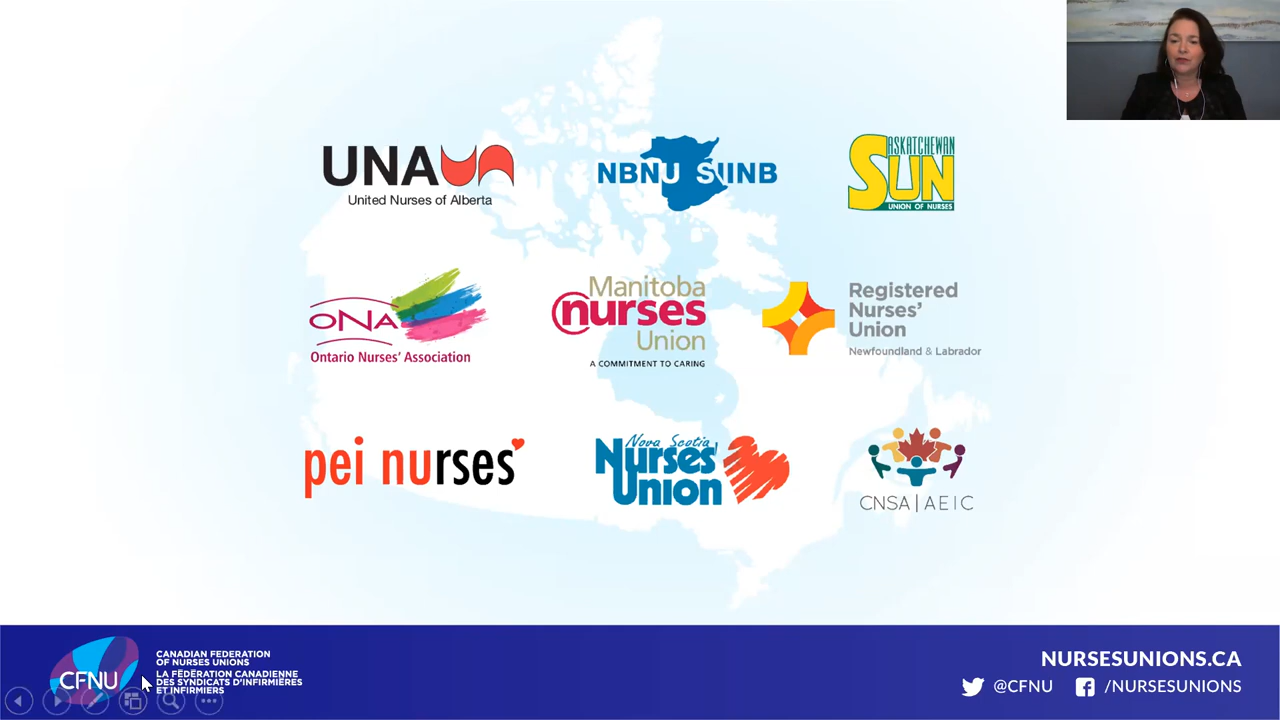 UNA
United Nurses of Alberta
NBNU SIINB
SASKATCHEWAN
SUN
UNION OF NURSES
ONA
Ontario Nurses' Association
Manitoba
nurses
Union
A COMMITMENT TO CARING
Registered
Nurses'
Union
Newfoundland & Labrador
pei nurses
Nova Scotia
Nurses'
Union
CNSA | AEIC
CFNU
CANADIAN FEDERATION
OF NURSES UNIONS
LA FÉDÉRATION CANADIENNE
DES SYNDICATS D'INFIRMIÈRES
ET INFIRMIERS
NURSESUNIONS.CA
@CFNU
/NURSESUNIONS